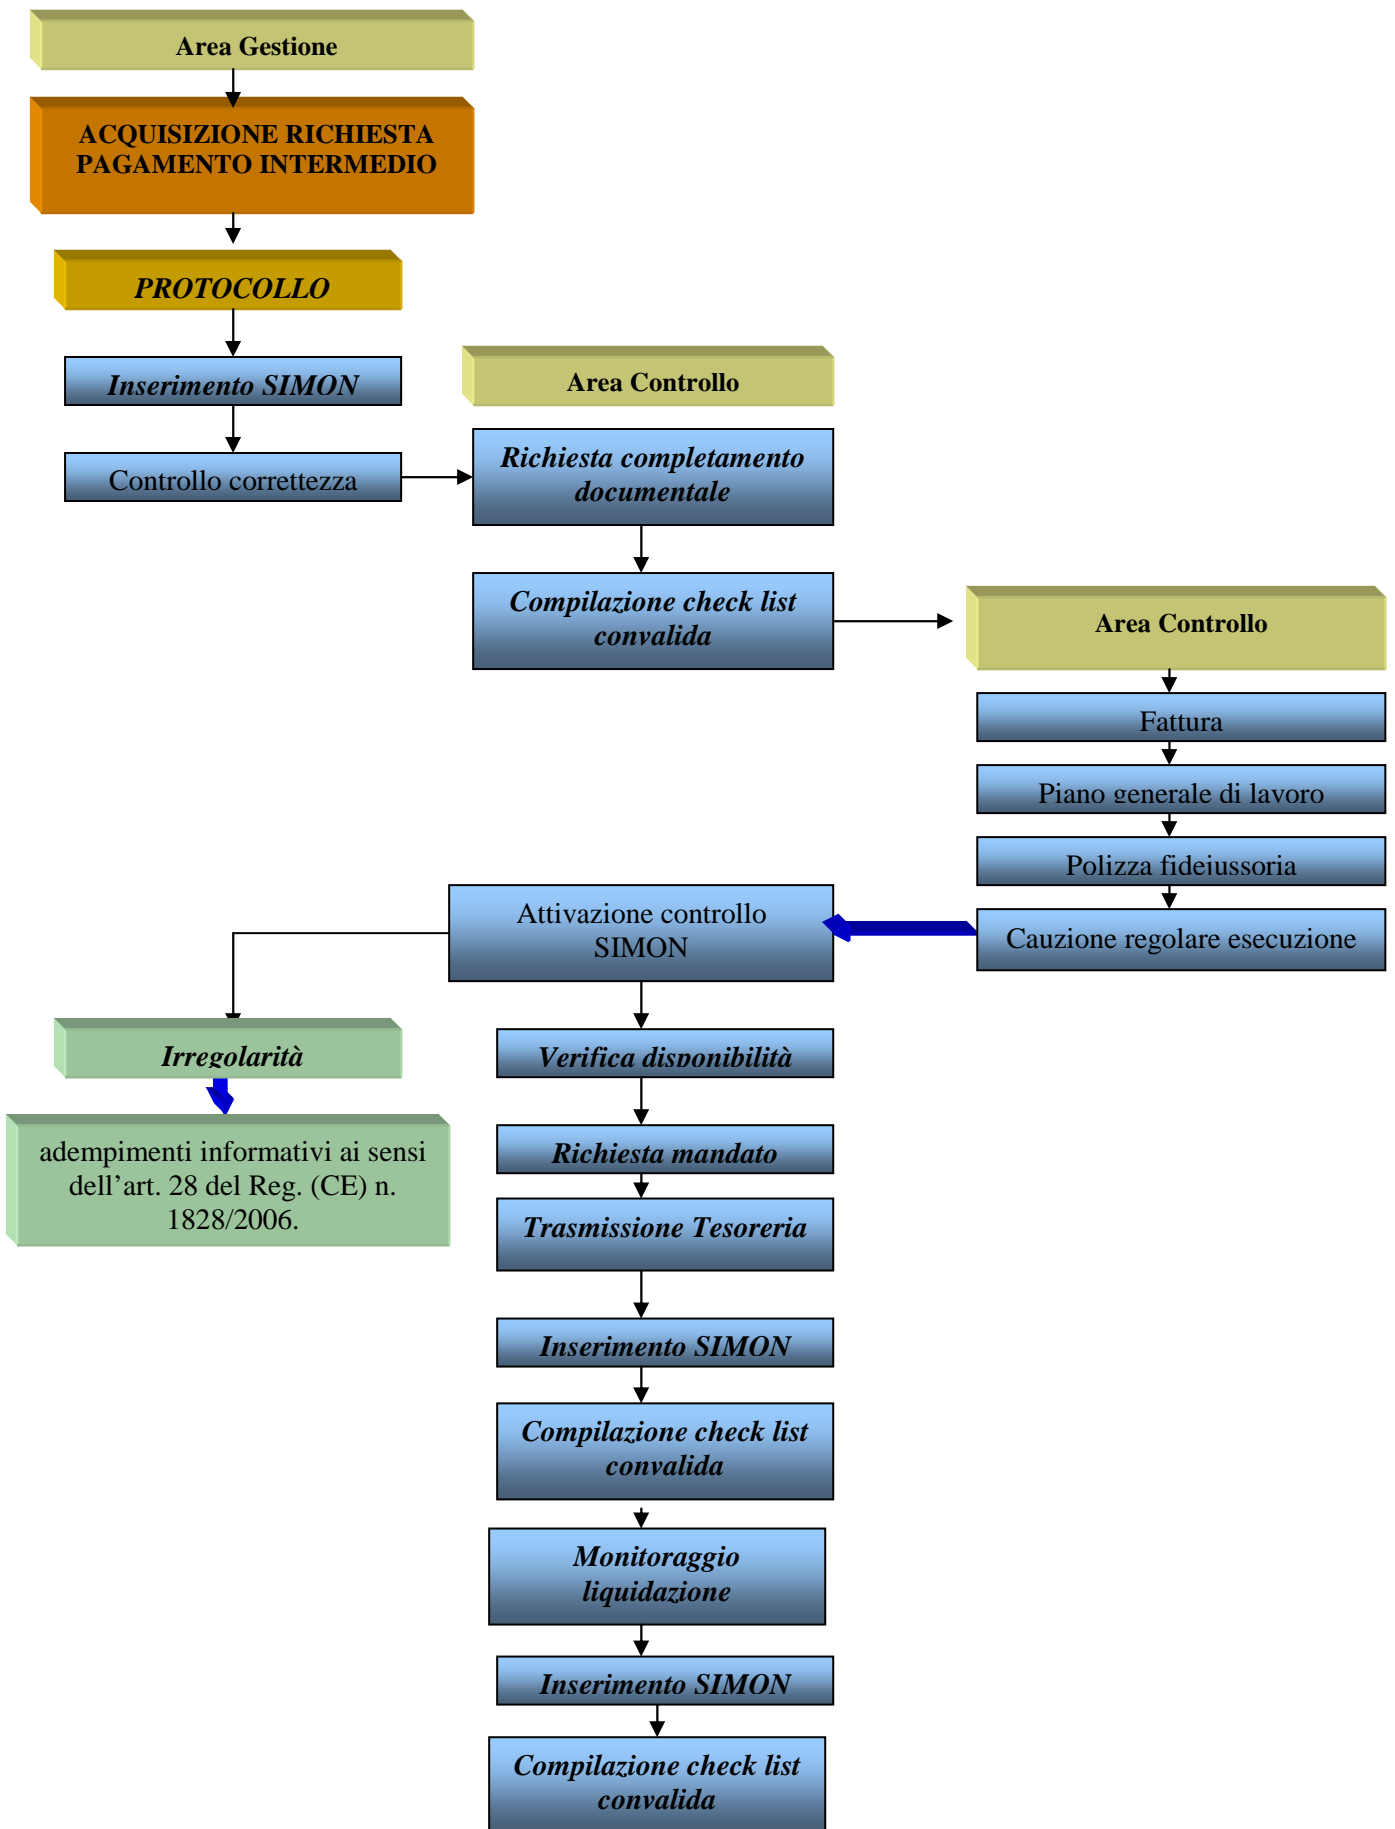 Area Gestione
ACQUISIZIONE RICHIESTA
PAGAMENTO INTERMEDIO
PROTOCOLLO
Inserimento SIMON
Controllo correttezza
Area Controllo
Richiesta completamento
documentale
Compilazione check list
convalida
Area Controllo
Fattura
Piano generale di lavoro
Polizza fideiussoria
Cauzione regolare esecuzione
Attivazione controllo
SIMON
Irregolarità
adempimenti informativi ai sensi
dell’art. 28 del Reg. (CE) n.
1828/2006.
Verifica disponibilità
Richiesta mandato
Trasmissione Tesoreria
Inserimento SIMON
Compilazione check list
convalida
Monitoraggio
liquidazione
Inserimento SIMON
Compilazione check list
convalida